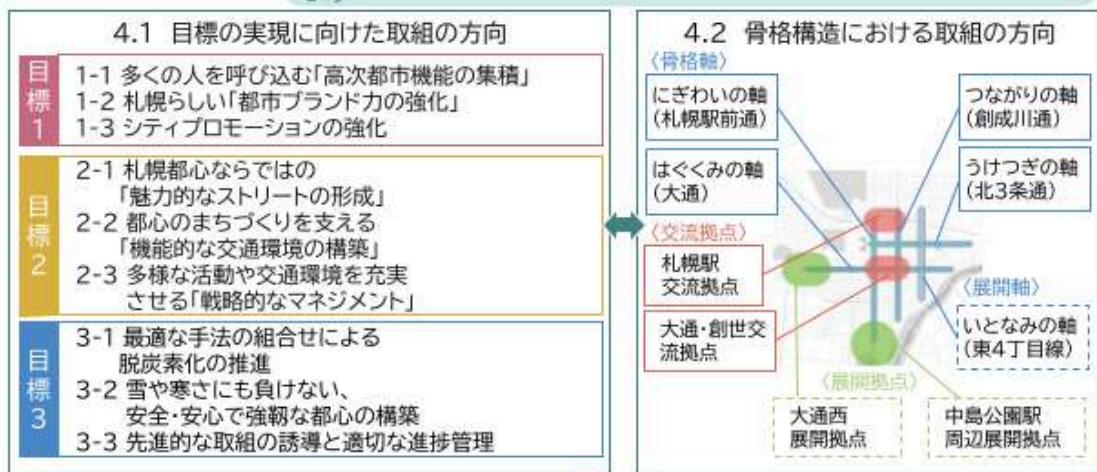 4.1 目標の実現に向けた取組の方向
目標1
1-1 多くの人を呼び込む「高次都市機能の集積」
1-2 札幌らしい「都市ブランド力の強化」
1-3 シティプロモーションの強化
目標2
2-1 札幌都心ならではの
「魅力的なストリートの形成」
2-2 都心のまちづくりを支える
「機能的な交通環境の構築」
2-3 多様な活動や交通環境を充実
させる「戦略的なマネジメント」
目標3
3-1 最適な手法の組合せによる
脱炭素化の推進
3-2 雪や寒さにも負けない、
安全・安心で強靱な都心の構築
3-3 先進的な取組の誘導と適切な進捗管理
4.2 骨格構造における取組の方向
〈骨格軸〉
にぎわいの軸
(札幌駅前通)
つながりの軸
(創成川通)
はぐくみの軸
(大通)
うけつぎの軸
(北3条通)
〈交流拠点〉
札幌駅
交流拠点
大通・創世交
流拠点
〈展開軸〉
いとなみの軸
(東4丁目線)
〈展開拠点〉
大通西
展開拠点
中島公園駅
周辺展開拠点